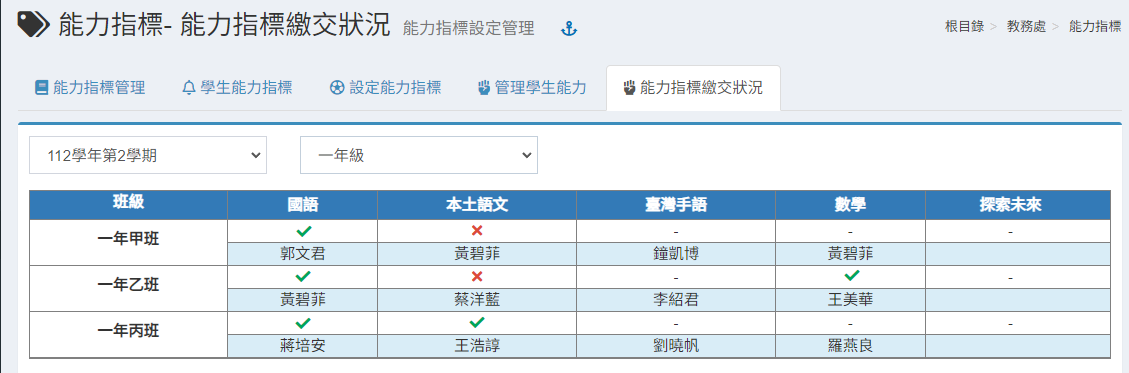 能力指標- 能力指標繳交狀況 能力指標設定管理
根目錄 > 教務處 > 能力指標
能力指標管理 學生能力指標 設定能力指標 管理學生能力 能力指標繳交狀況
112學年第2學期 一年級
班級 國語 本土語文 臺灣手語 數學 探索未來
一年甲班 ✔ ✖ - - -
郭文君 黃碧菲 鐘凱博 黃碧菲
一年乙班 ✔ ✖ - ✔ -
黃碧菲 蔡洋藍 李紹君 王美華
一年丙班 ✔ ✔ - - -
蔣培安 王浩諄 劉曉帆 羅燕良